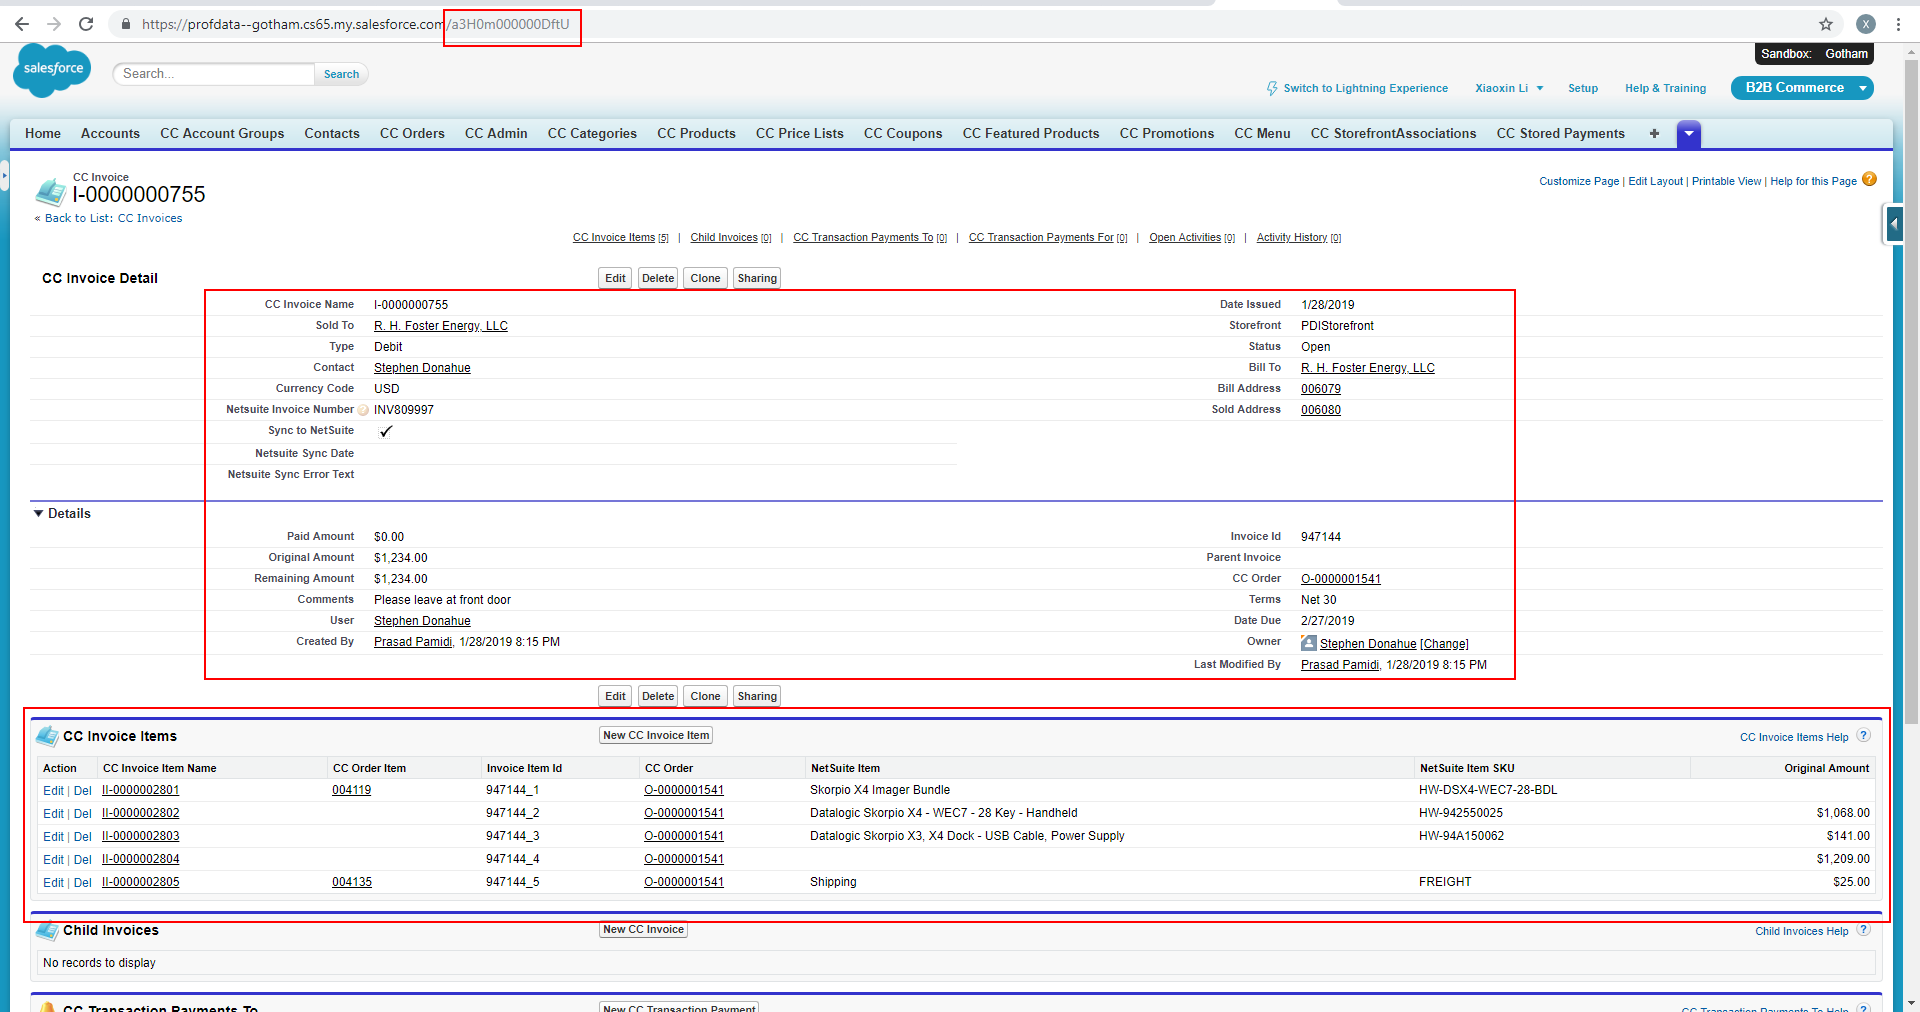 https://profdata--gotham.cs65.my.salesforce.com/a3H0m000000DftU
X
Sandbox: Gotham
salesforce
Search...
Search
Switch to Lightning Experience
Xiaoxin Li
Setup
Help & Training
B2B Commerce
Home Accounts CC Account Groups Contacts CC Orders CC Admin CC Categories CC Products CC Price Lists CC Coupons CC Featured Products CC Promotions CC Menu CC StorefrontAssociations CC Stored Payments +
CC Invoice
I-0000000755
Customize Page | Edit Layout | Printable View | Help for this Page ?
« Back to List: CC Invoices
CC Invoice Items [5] | Child Invoices [0] | CC Transaction Payments To [0] | CC Transaction Payments For [0] | Open Activities [0] | Activity History [0]
CC Invoice Detail
Edit Delete Clone Sharing
CC Invoice Name I-0000000755 Date Issued 1/28/2019
Sold To R. H. Foster Energy, LLC Storefront PDIStorefront
Type Debit Status Open
Contact Stephen Donahue Bill To R. H. Foster Energy, LLC
Currency Code USD Bill Address 006079
Netsuite Invoice Number INV809997 Sold Address 006080
Sync to NetSuite ✓
Netsuite Sync Date
Netsuite Sync Error Text
Details
Paid Amount $0.00 Invoice Id 947144
Original Amount $1,234.00 Parent Invoice
Remaining Amount $1,234.00 CC Order O-0000001541
Comments Please leave at front door Terms Net 30
User Stephen Donahue Date Due 2/27/2019
Created By Prasad Pamidi, 1/28/2019 8:15 PM Owner Stephen Donahue [Change]
Last Modified By Prasad Pamidi, 1/28/2019 8:15 PM
Edit Delete Clone Sharing
CC Invoice Items New CC Invoice Item CC Invoice Items Help ?
Action CC Invoice Item Name CC Order Item Invoice Item Id CC Order NetSuite Item NetSuite Item SKU Original Amount
Edit | Del II-0000002801 004119 947144_1 O-0000001541 Skorpio X4 Imager Bundle HW-DSX4-WEC7-28-BDL
Edit | Del II-0000002802 947144_2 O-0000001541 Datalogic Skorpio X4 - WEC7 - 28 Key - Handheld HW-942550025 $1,068.00
Edit | Del II-0000002803 947144_3 O-0000001541 Datalogic Skorpio X3, X4 Dock - USB Cable, Power Supply HW-94A150062 $141.00
Edit | Del II-0000002804 947144_4 O-0000001541 $1,209.00
Edit | Del II-0000002805 004135 947144_5 O-0000001541 Shipping FREIGHT $25.00
Child Invoices New CC Invoice Child Invoices Help ?
No records to display
CC Transaction Payments To New CC Transaction Payment CC Transaction Payments To Help ?